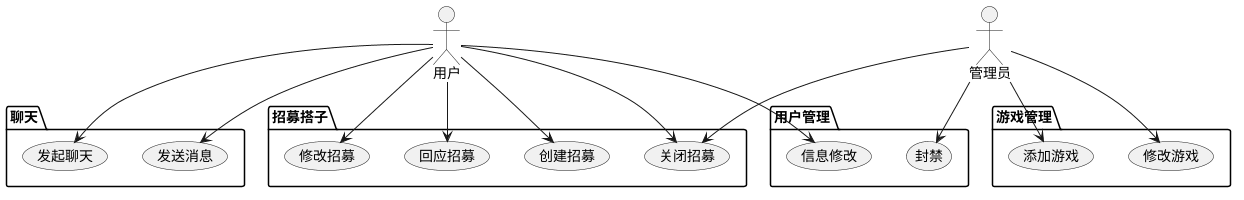 用户
管理员
聊天
发起聊天
发送消息
招募搭子
修改招募
回应招募
创建招募
关闭招募
用户管理
信息修改
封禁
游戏管理
添加游戏
修改游戏